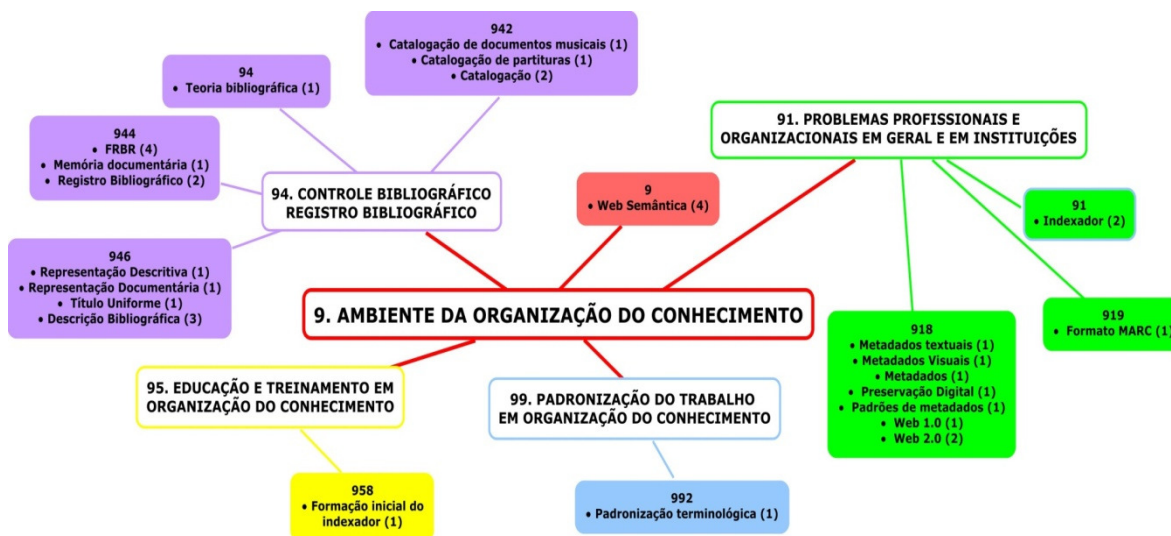 942
• Catalogação de documentos musicais (1)
• Catalogação de partituras (1)
• Catalogação (2)
94
• Teoria bibliográfica (1)
944
• FRBR (4)
• Memória documentária (1)
• Registro Bibliográfico (2)
94. CONTROLE BIBLIOGRÁFICO
REGISTRO BIBLIOGRÁFICO
946
• Representação Descritiva (1)
• Representação Documentária (1)
• Título Uniforme (1)
• Descrição Bibliográfica (3)
9
• Web Semântica (4)
91. PROBLEMAS PROFISSIONAIS E
ORGANIZACIONAIS EM GERAL E EM INSTITUIÇÕES
91
• Indexador (2)
919
• Formato MARC (1)
918
• Metadados textuais (1)
• Metadados Visuais (1)
• Metadados (1)
• Preservação Digital (1)
• Padrões de metadados (1)
• Web 1.0 (1)
• Web 2.0 (2)
9. AMBIENTE DA ORGANIZAÇÃO DO CONHECIMENTO
95. EDUCAÇÃO E TREINAMENTO EM
ORGANIZAÇÃO DO CONHECIMENTO
99. PADRONIZAÇÃO DO TRABALHO
EM ORGANIZAÇÃO DO CONHECIMENTO
958
• Formação inicial do
indexador (1)
992
• Padronização terminológica (1)